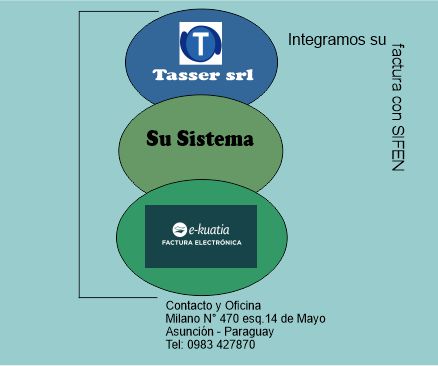 T
Tasser srl
Integramos su
factura con SIFEN
Su Sistema
e-kuatia
FACTURA ELECTRÓNICA
Contacto y Oficina
Milano N° 470 esq.14 de Mayo
Asunción - Paraguay
Tel: 0983 427870